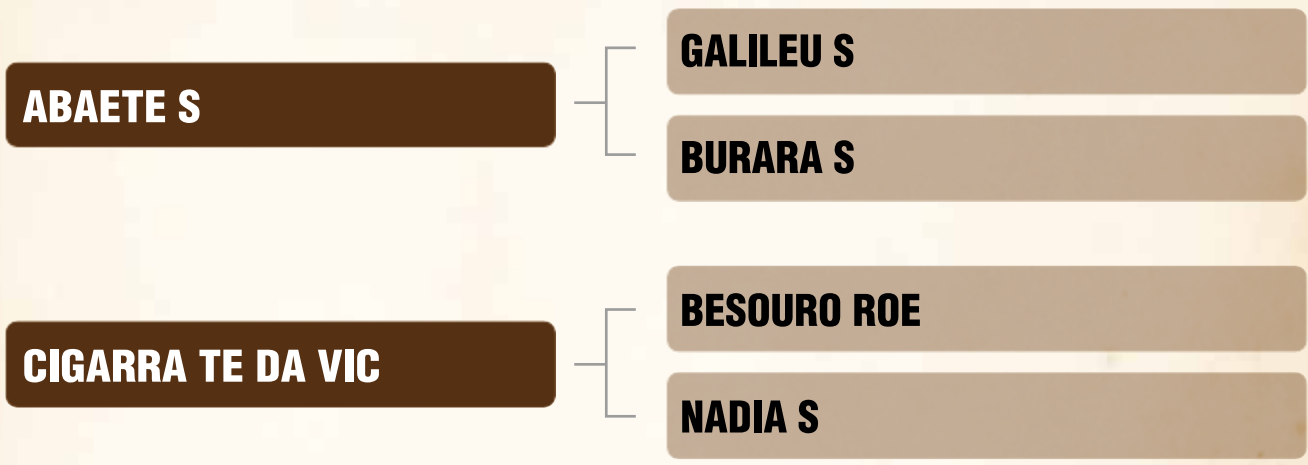 GALILEU S
ABAETE S
BURARA S
BESOURO ROE
CIGARRA TE DA VIC
NADIA S